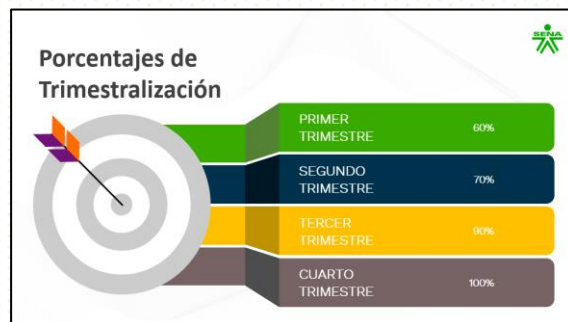 SENA
Porcentajes de
Trimestralización
PRIMER
TRIMESTRE
60%
SEGUNDO
TRIMESTRE
70%
TERCER
TRIMESTRE
90%
CUARTO
TRIMESTRE
100%